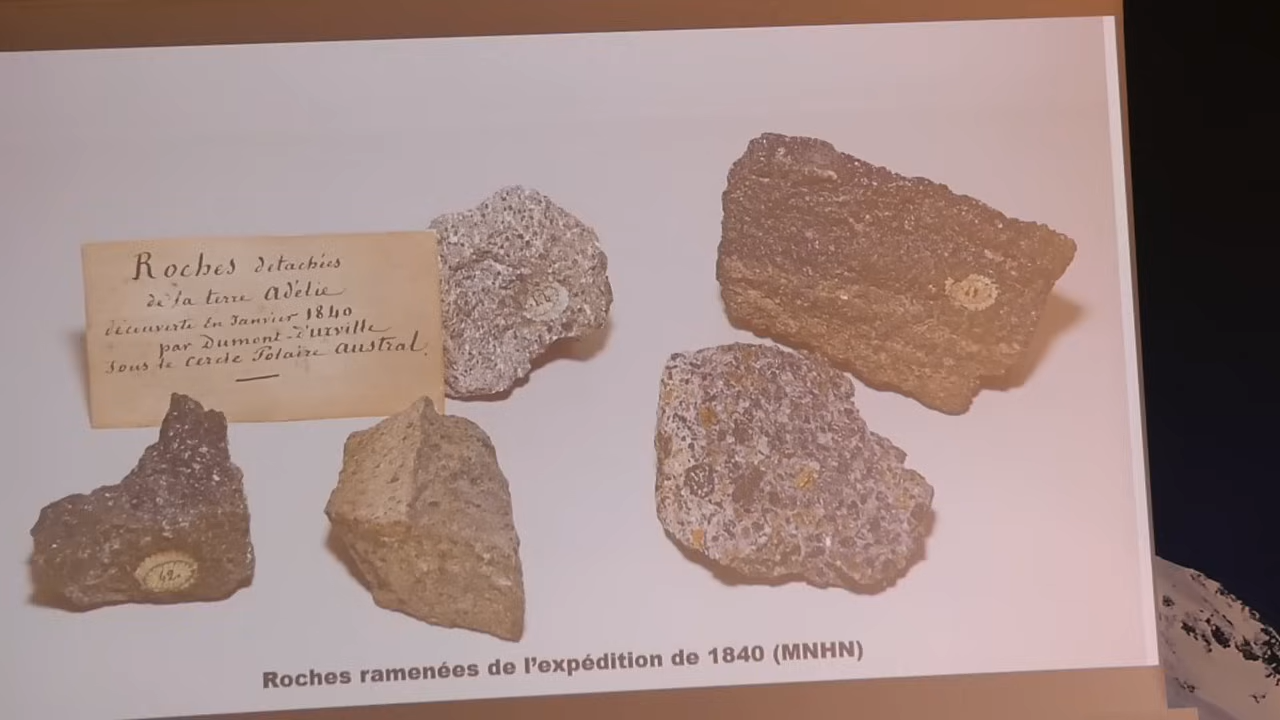 Roches détachées
de la terre Adélie
découverte En Janvier 1840
par Dumont-d'urville
Sous le Cercle Polaire austral.
42.
Roches ramenées de l'expédition de 1840 (MNHN)